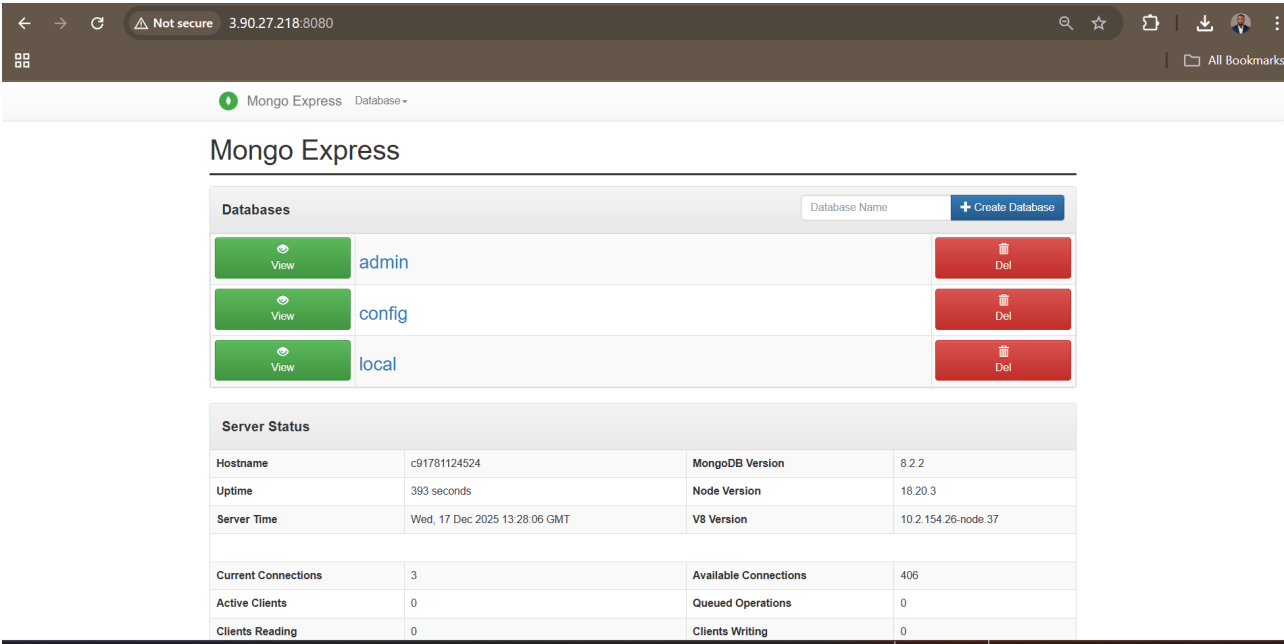 Not secure 3.90.27.218:8080
All Bookmarks
Mongo Express Database
Mongo Express
Databases Database Name + Create Database
View admin Del
View config Del
View local Del
Server Status
Hostname c91781124524 MongoDB Version 8.2.2
Uptime 393 seconds Node Version 18.20.3
Server Time Wed, 17 Dec 2025 13:28:06 GMT V8 Version 10.2.154.26-node.37
Current Connections 3 Available Connections 406
Active Clients 0 Queued Operations 0
Clients Reading 0 Clients Writing 0